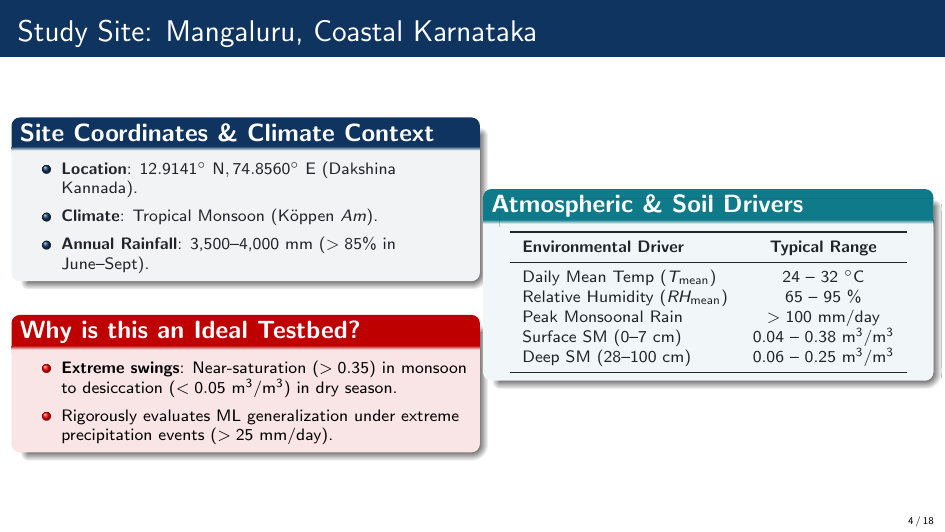 Study Site: Mangaluru, Coastal Karnataka
Site Coordinates & Climate Context
Location: 12.9141° N, 74.8560° E (Dakshina
Kannada).
Climate: Tropical Monsoon (Köppen Am).
Annual Rainfall: 3,500–4,000 mm (> 85% in
June–Sept).
Why is this an Ideal Testbed?
Extreme swings: Near-saturation (> 0.35) in monsoon
to desiccation (< 0.05 m³/m³) in dry season.
Rigorously evaluates ML generalization under extreme
precipitation events (> 25 mm/day).
Atmospheric & Soil Drivers
Environmental Driver Typical Range
Daily Mean Temp (Tmean) 24 – 32 °C
Relative Humidity (RHmean) 65 – 95 %
Peak Monsoonal Rain > 100 mm/day
Surface SM (0–7 cm) 0.04 – 0.38 m³/m³
Deep SM (28–100 cm) 0.06 – 0.25 m³/m³
4 / 18